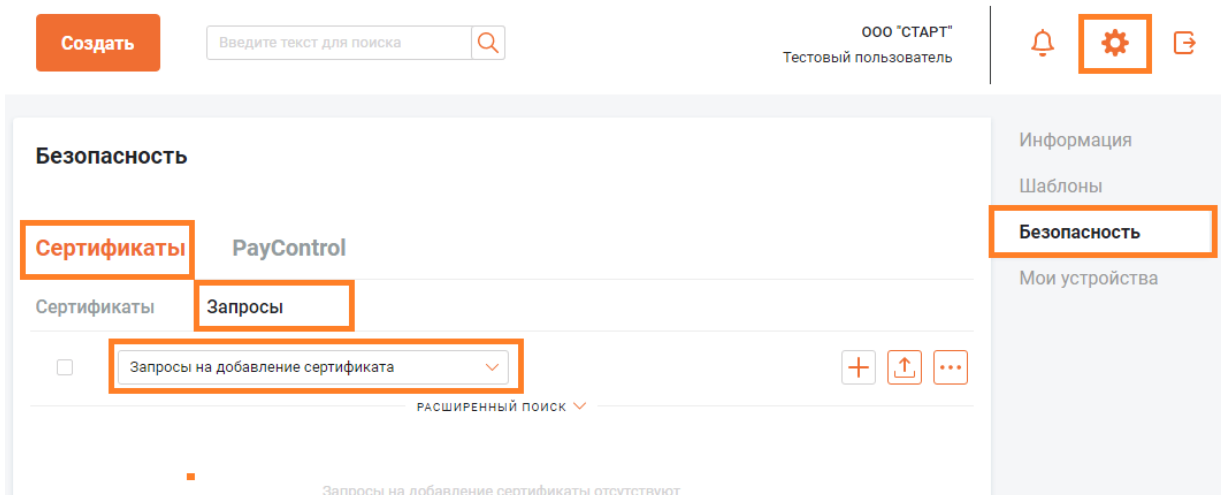 Создать
Введите текст для поиска
ООО "СТАРТ"
Тестовый пользователь
Безопасность
Сертификаты PayControl
Сертификаты Запросы
Запросы на добавление сертификата
РАСШИРЕННЫЙ ПОИСК
Запросы на добавление сертификаты отсутствуют
Информация
Шаблоны
Безопасность
Мои устройства